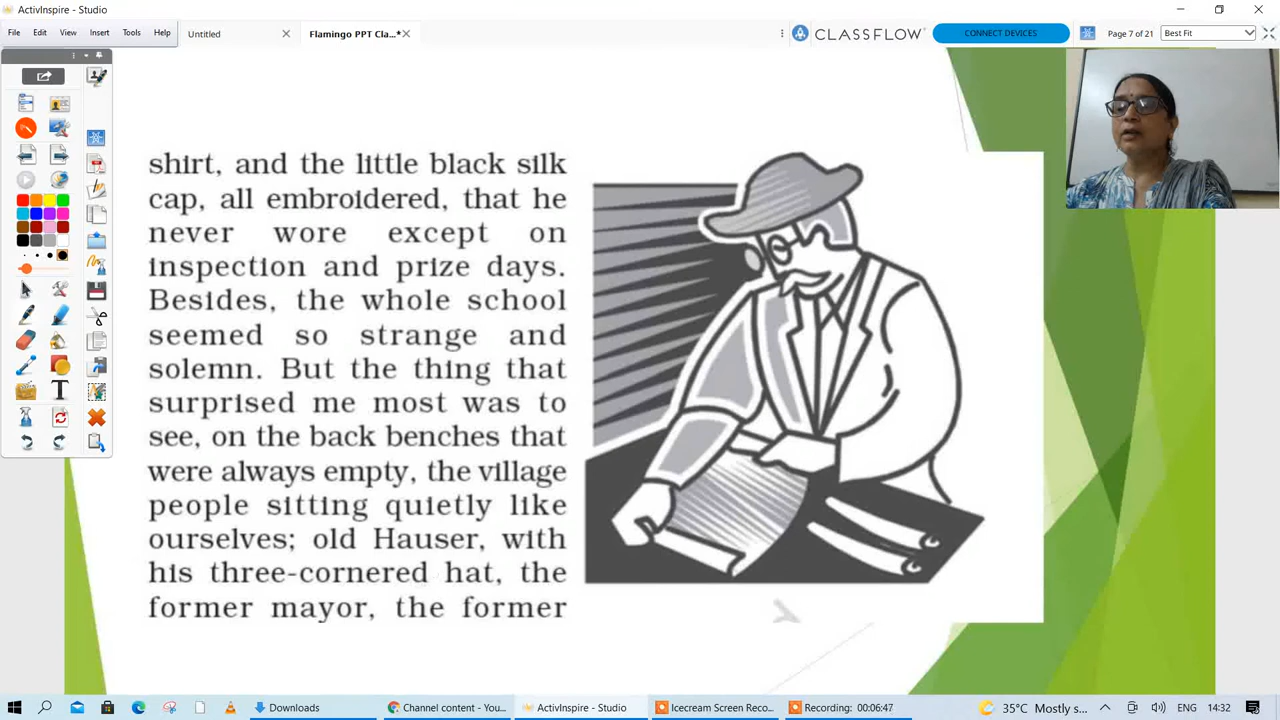 ActivInspire - Studio
File Edit View Insert Tools Help
Untitled
Flamingo PPT Cla...*
CLASSFLOW
CONNECT DEVICES
Page 7 of 21
Best Fit
shirt, and the little black silk
cap, all embroidered, that he
never wore except on
inspection and prize days.
Besides, the whole school
seemed so strange and
solemn. But the thing that
surprised me most was to
see, on the back benches that
were always empty, the village
people sitting quietly like
ourselves; old Hauser, with
his three-cornered hat, the
former mayor, the former
Downloads
Channel content - You...
ActivInspire - Studio
Icecream Screen Reco...
Recording: 00:06:47
35°C Mostly s...
ENG
14:32